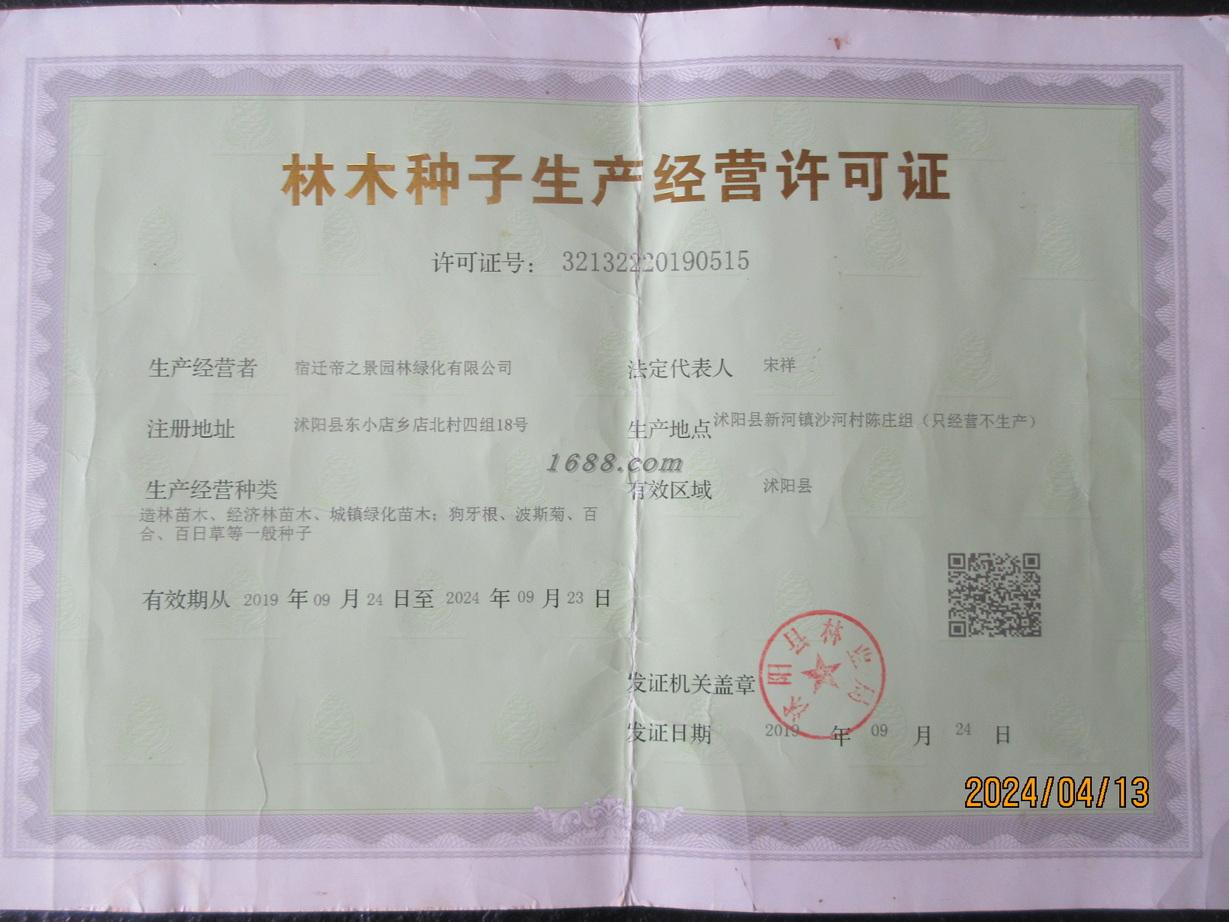 林木种子生产经营许可证
许可证号： 32132220190515
生产经营者 宿迁帝之景园林绿化有限公司 法定代表人 宋祥
注册地址 沭阳县东小店乡店北村四组18号 生产地点 沭阳县新河镇沙河村陈庄组（只经营不生产）
1688.com
生产经营种类 有效区域 沭阳县
造林苗木、经济林苗木、城镇绿化苗木；狗牙根、波斯菊、百
合、百日草等一般种子
有效期从 2019 年 09 月 24 日至 2024 年 09 月 23 日
沭阳县林业局
发证机关盖章
发证日期 2019 年 09 月 24 日
2024/04/13